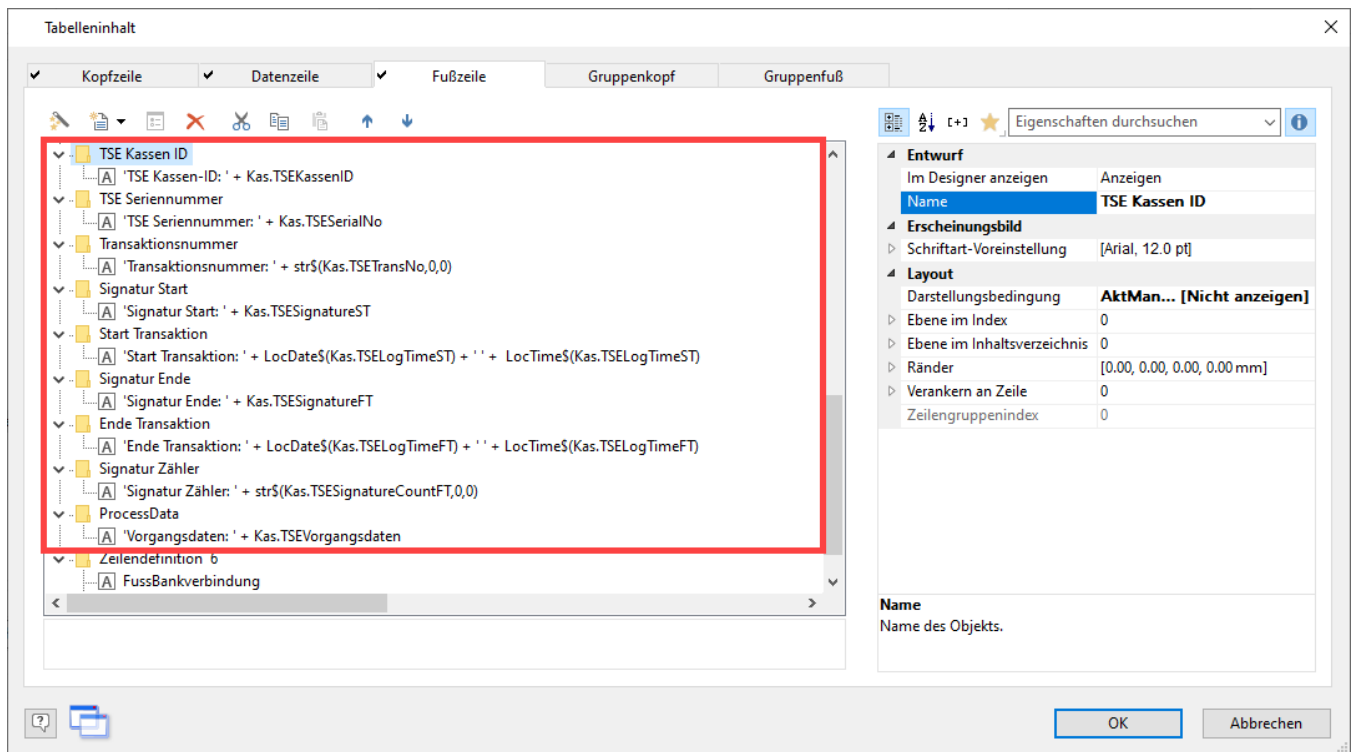 Tabelleninhalt
Kopfzeile Datenzeile Fußzeile Gruppenkopf Gruppenfuß
Eigenschaften durchsuchen
TSE Kassen ID
'TSE Kassen-ID: ' + Kas.TSEKassenID
TSE Seriennummer
'TSE Seriennummer: ' + Kas.TSESerialNo
Transaktionsnummer
'Transaktionsnummer: ' + str$(Kas.TSETransNo,0,0)
Signatur Start
'Signatur Start: ' + Kas.TSESignatureST
Start Transaktion
'Start Transaktion: ' + LocDate$(Kas.TSELogTimeST) + ' ' + LocTime$(Kas.TSELogTimeST)
Signatur Ende
'Signatur Ende: ' + Kas.TSESignatureFT
Ende Transaktion
'Ende Transaktion: ' + LocDate$(Kas.TSELogTimeFT) + ' ' + LocTime$(Kas.TSELogTimeFT)
Signatur Zähler
'Signatur Zähler: ' + str$(Kas.TSESignatureCountFT,0,0)
ProcessData
'Vorgangsdaten: ' + Kas.TSEVorgangsdaten
Zeilendefinition 6
FussBankverbindung
Entwurf
Im Designer anzeigen Anzeigen
Name TSE Kassen ID
Erscheinungsbild
Schriftart-Voreinstellung [Arial, 12.0 pt]
Layout
Darstellungsbedingung AktMan... [Nicht anzeigen]
Ebene im Index 0
Ebene im Inhaltsverzeichnis 0
Ränder [0.00, 0.00, 0.00, 0.00 mm]
Verankern an Zeile 0
Zeilengruppenindex 0
Name
Name des Objekts.
OK Abbrechen